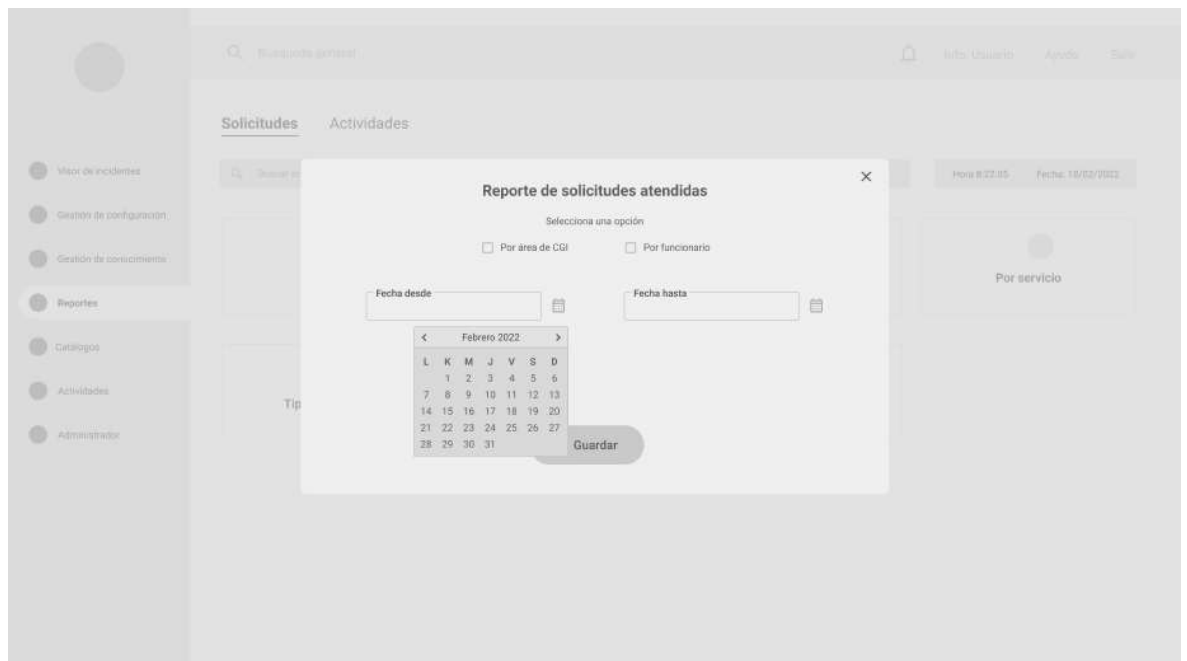 Búsqueda general
Info. Usuario Ayuda Salir
Solicitudes Actividades
Visor de incidentes
Gestión de configuración
Gestión de conocimiento
Reportes
Catálogos
Actividades
Administrador
Buscar
Hora 8:22:05 Fecha: 18/02/2022
Por servicio
Tip
Reporte de solicitudes atendidas
Selecciona una opción
Por área de CGI Por funcionario
Fecha desde Fecha hasta
< Febrero 2022 >
L K M J V S D
1 2 3 4 5 6
7 8 9 10 11 12 13
14 15 16 17 18 19 20
21 22 23 24 25 26 27
28 29 30 31
Guardar